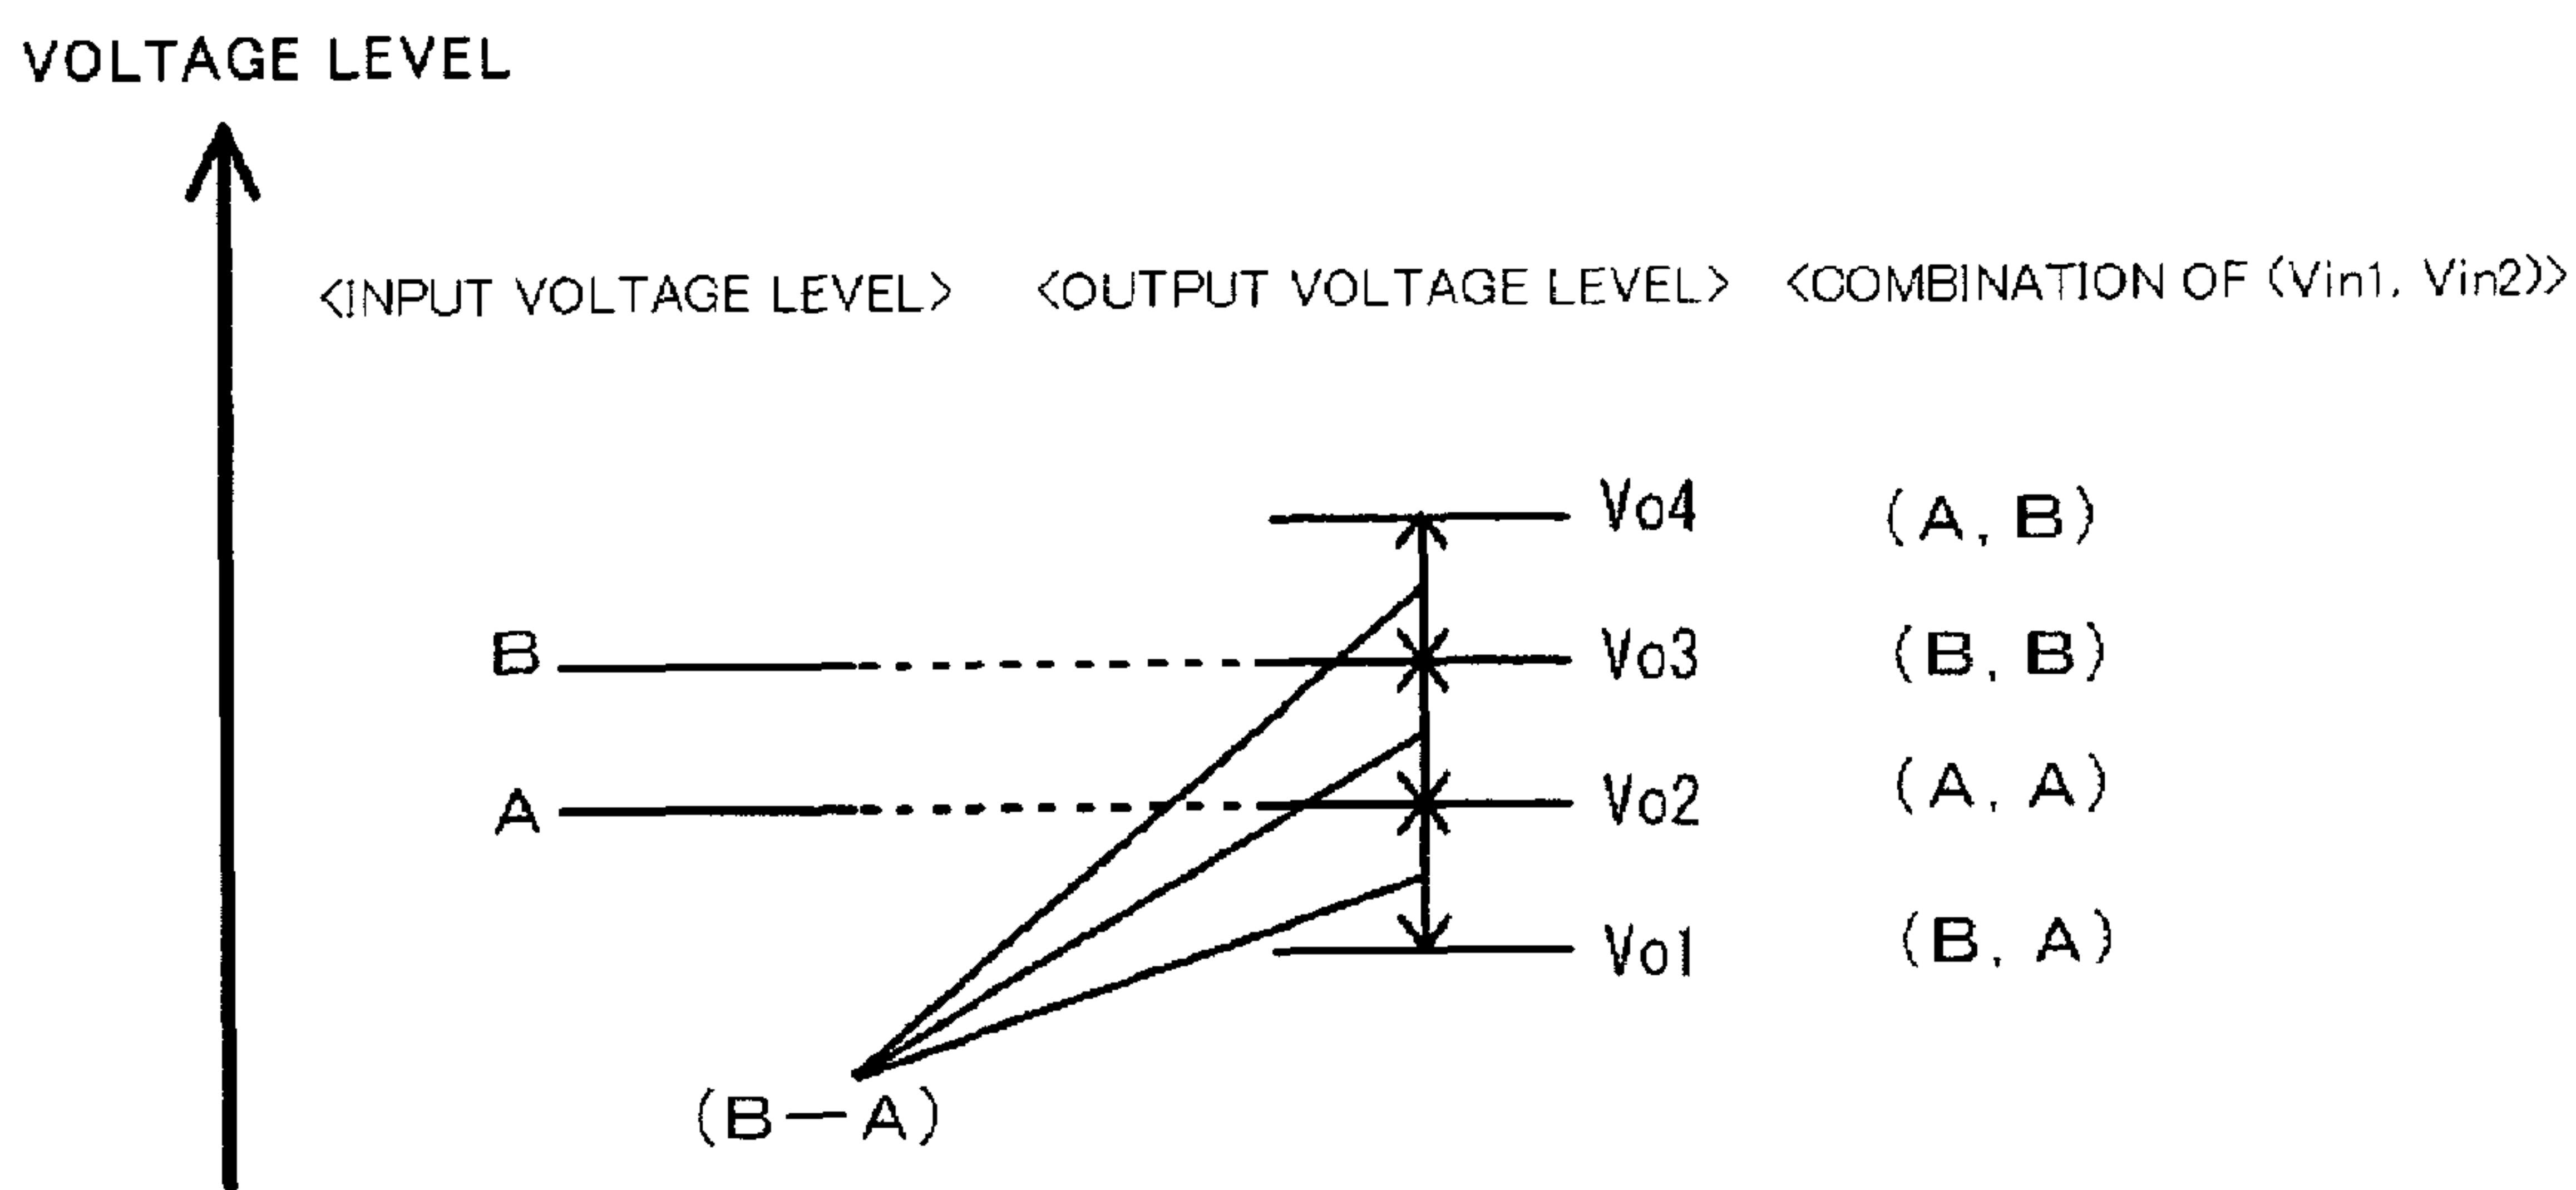 VOLTAGE LEVEL
<INPUT VOLTAGE LEVEL> <OUTPUT VOLTAGE LEVEL> <COMBINATION OF (Vin1, Vin2)>
Vo4 (A, B)
B Vo3 (B, B)
A Vo2 (A, A)
Vo1 (B, A)
(B—A)